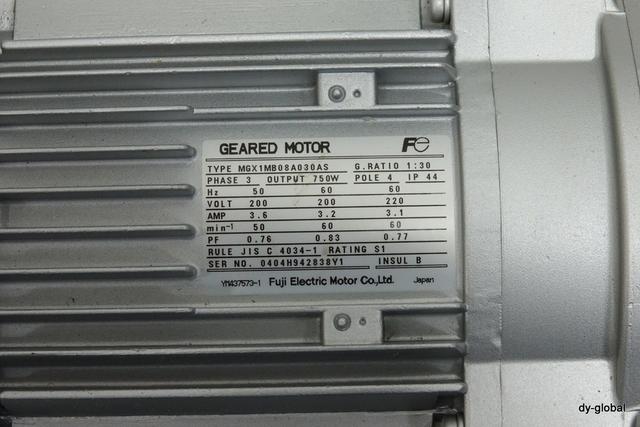 GEARED MOTOR Fe
TYPE MGX1MB08A030AS G.RATIO 1:30
PHASE 3 OUTPUT 750W POLE 4 IP 44
Hz 50 60 60
VOLT 200 200 220
AMP 3.6 3.2 3.1
min⁻¹ 50 60 60
PF 0.76 0.83 0.77
RULE JIS C 4034-1 RATING S1
SER NO. 0404H942838Y1 INSUL B
YM437573-1 Fuji Electric Motor Co.,Ltd. Japan
dy-global